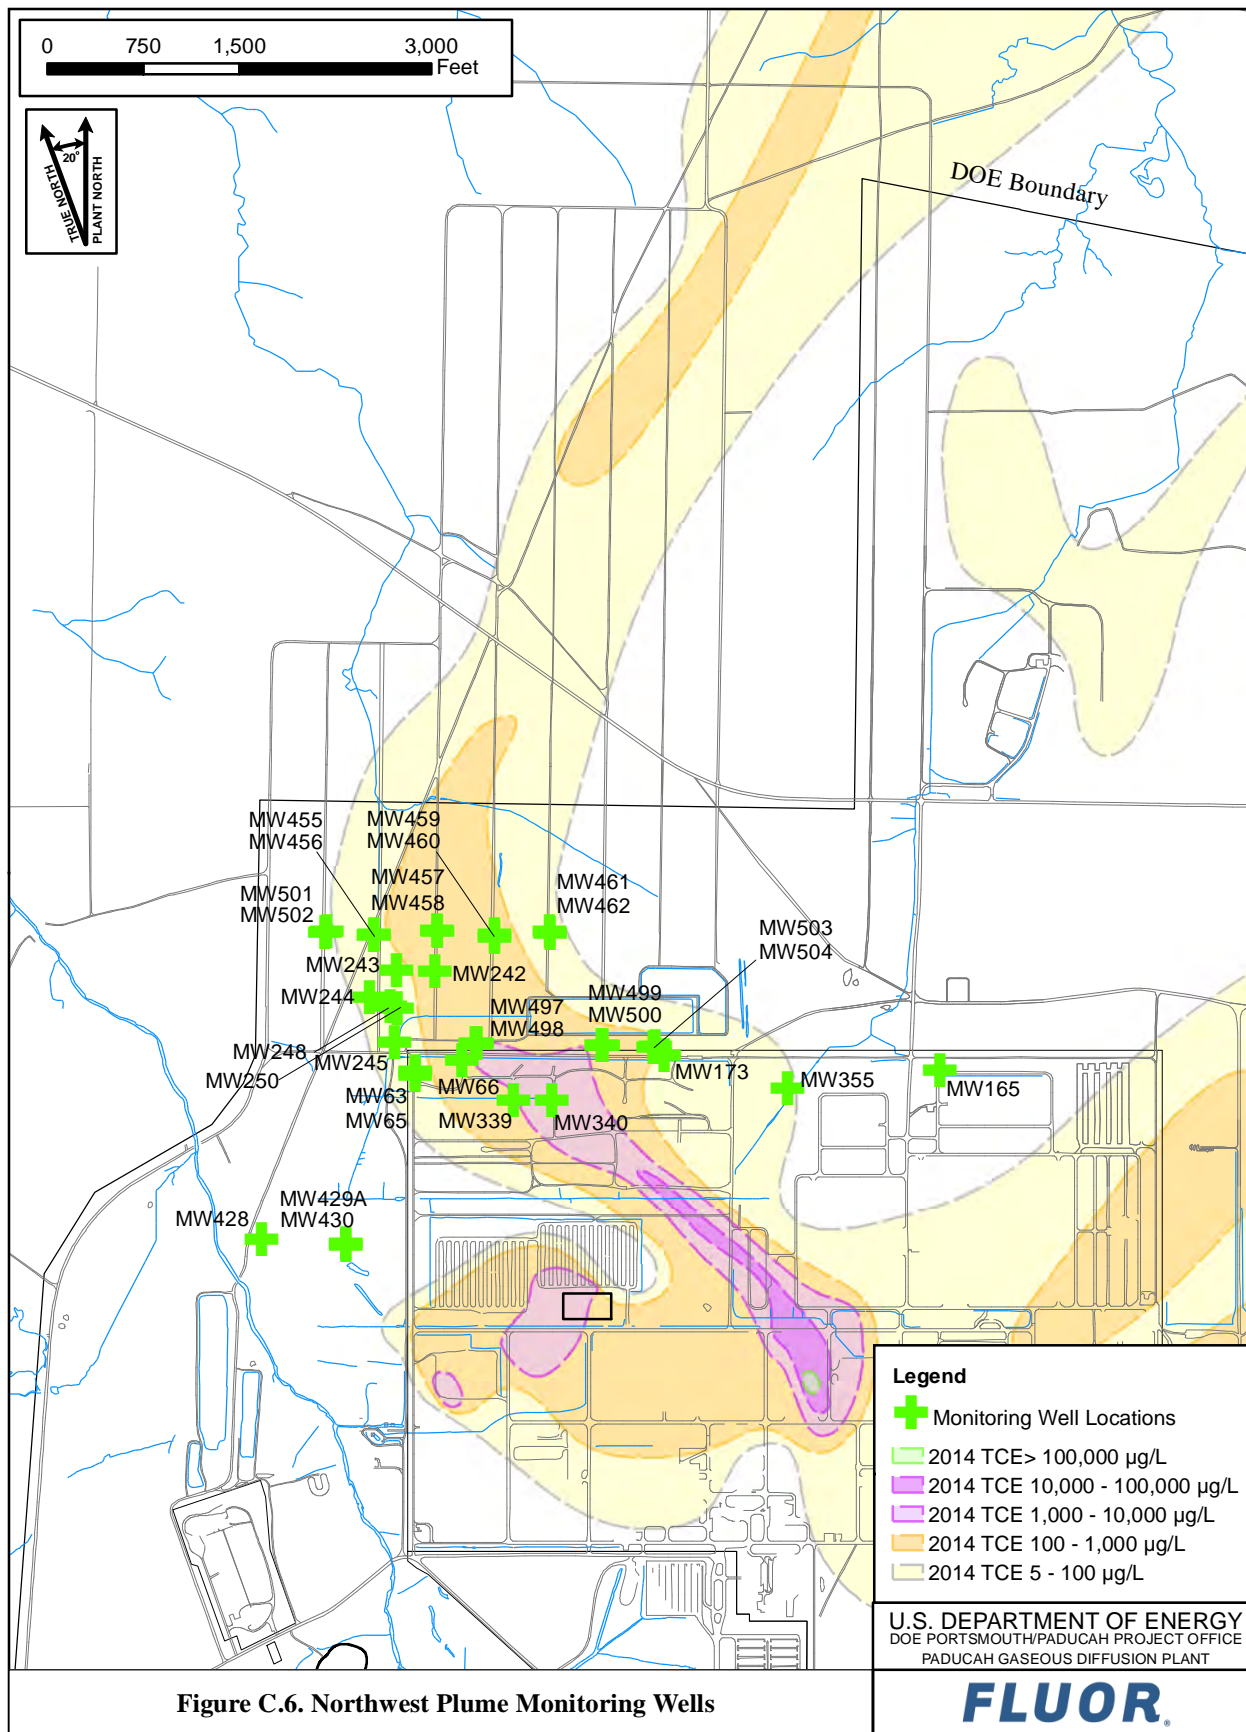 0 750 1,500 3,000
Feet
20°
TRUE NORTH
PLANT NORTH
DOE Boundary
MW455
MW456
MW459
MW460
MW457
MW458
MW461
MW462
MW501
MW502
MW503
MW504
MW243
MW242
MW244
MW497
MW498
MW499
MW500
MW248
MW245
MW250
MW173
MW63
MW65
MW66
MW339
MW340
MW355
MW165
MW428
MW429A
MW430
Legend
Monitoring Well Locations
2014 TCE> 100,000 µg/L
2014 TCE 10,000 - 100,000 µg/L
2014 TCE 1,000 - 10,000 µg/L
2014 TCE 100 - 1,000 µg/L
2014 TCE 5 - 100 µg/L
U.S. DEPARTMENT OF ENERGY
DOE PORTSMOUTH/PADUCAH PROJECT OFFICE
PADUCAH GASEOUS DIFFUSION PLANT
Figure C.6. Northwest Plume Monitoring Wells
FLUOR®